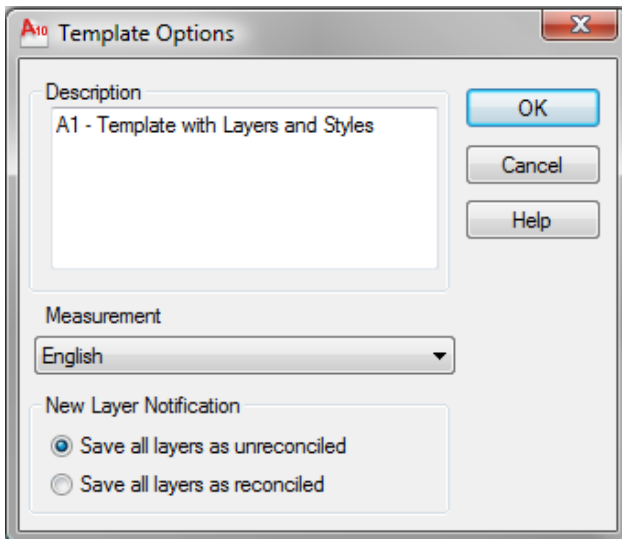 A10 Template Options
Description
A1 - Template with Layers and Styles
OK
Cancel
Help
Measurement
English
New Layer Notification
Save all layers as unreconciled
Save all layers as reconciled